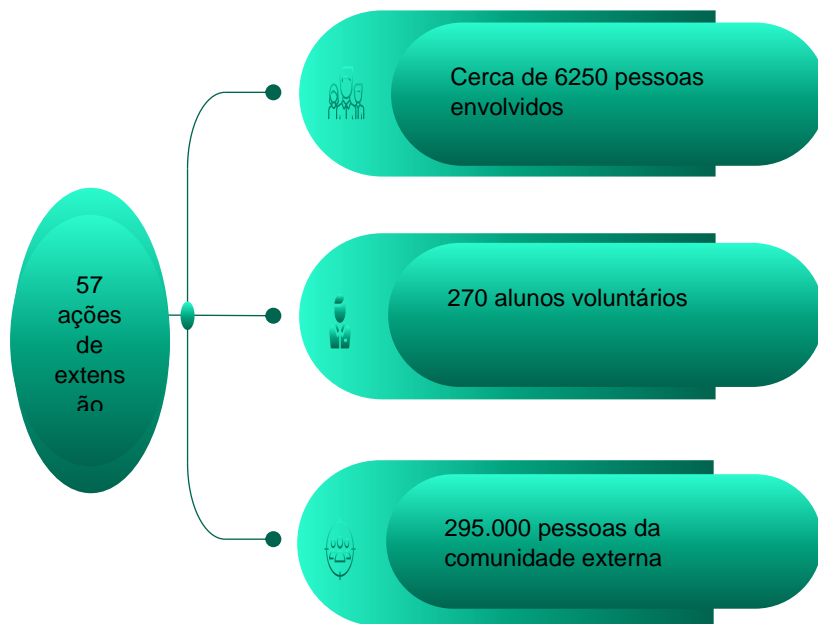 57
ações
de
extens
ão
Cerca de 6250 pessoas
envolvidos
270 alunos voluntários
295.000 pessoas da
comunidade externa